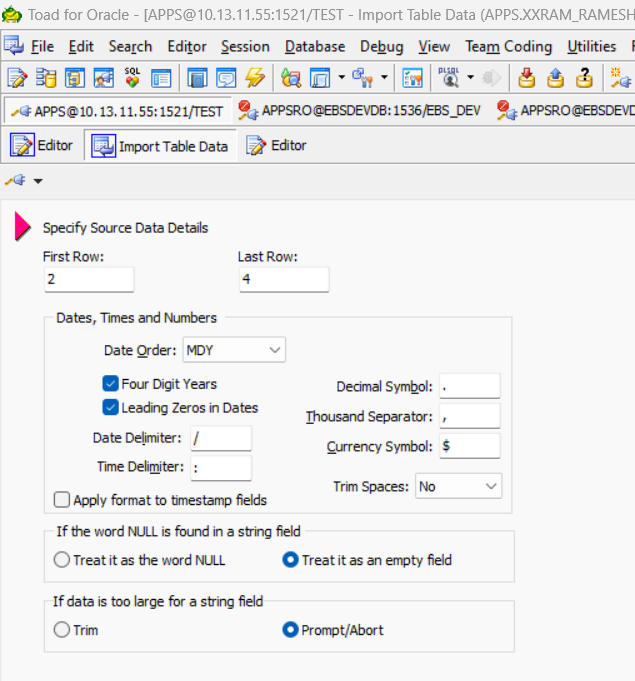 Toad for Oracle - [APPS@10.13.11.55:1521/TEST - Import Table Data (APPS.XXRAM_RAMESH
File Edit Search Editor Session Database Debug View Team Coding Utilities
SQL PLSQL
APPS@10.13.11.55:1521/TEST APPSRO@EBSDEVDB:1536/EBS_DEV APPSRO@EBSDEVD
Editor Import Table Data Editor
Specify Source Data Details
First Row: Last Row:
2 4
Dates, Times and Numbers
Date Order: MDY
Four Digit Years Decimal Symbol: .
Leading Zeros in Dates Thousand Separator: ,
Date Delimiter: / Currency Symbol: $
Time Delimiter: : Trim Spaces: No
Apply format to timestamp fields
If the word NULL is found in a string field
Treat it as the word NULL Treat it as an empty field
If data is too large for a string field
Trim Prompt/Abort